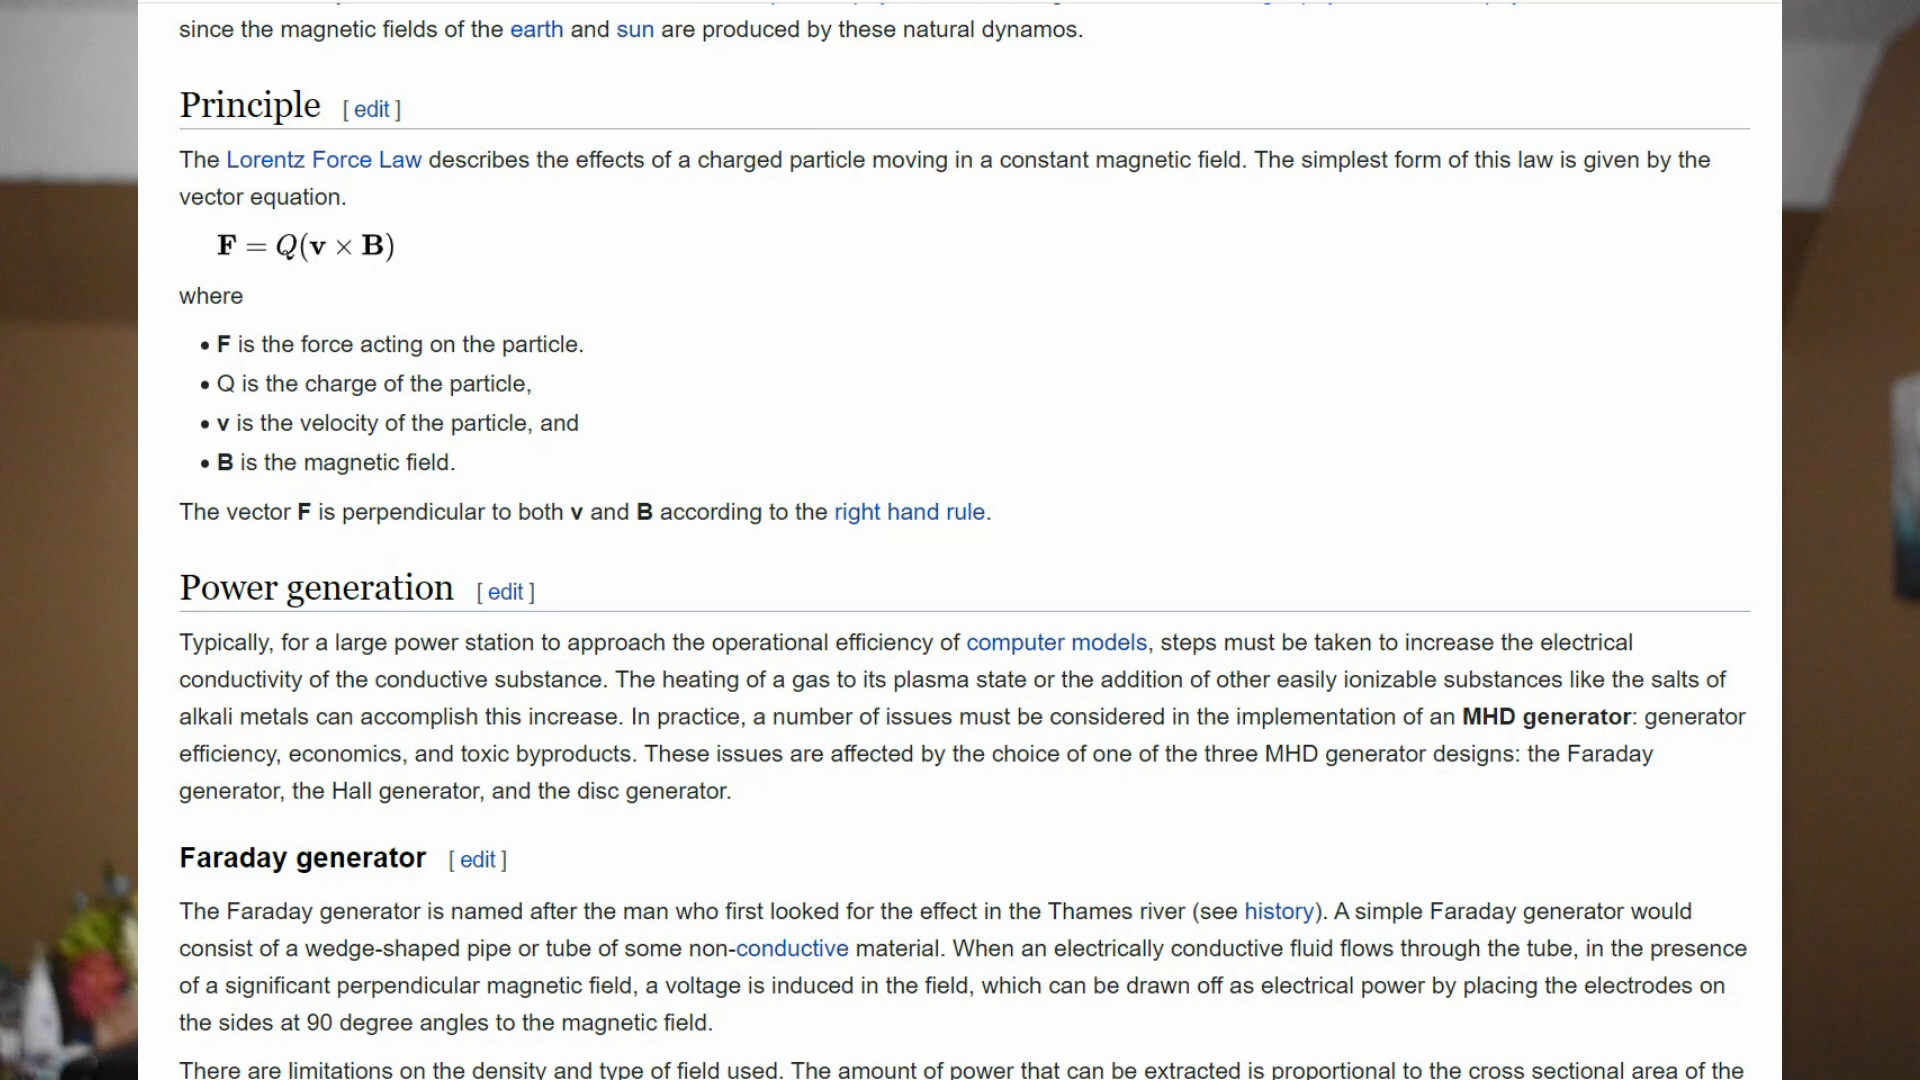 since the magnetic fields of the earth and sun are produced by these natural dynamos.
Principle [ edit ]
The Lorentz Force Law describes the effects of a charged particle moving in a constant magnetic field. The simplest form of this law is given by the
vector equation.
F = Q(v × B)
where
• F is the force acting on the particle.
• Q is the charge of the particle,
• v is the velocity of the particle, and
• B is the magnetic field.
The vector F is perpendicular to both v and B according to the right hand rule.
Power generation [ edit ]
Typically, for a large power station to approach the operational efficiency of computer models, steps must be taken to increase the electrical
conductivity of the conductive substance. The heating of a gas to its plasma state or the addition of other easily ionizable substances like the salts of
alkali metals can accomplish this increase. In practice, a number of issues must be considered in the implementation of an MHD generator: generator
efficiency, economics, and toxic byproducts. These issues are affected by the choice of one of the three MHD generator designs: the Faraday
generator, the Hall generator, and the disc generator.
Faraday generator [ edit ]
The Faraday generator is named after the man who first looked for the effect in the Thames river (see history). A simple Faraday generator would
consist of a wedge-shaped pipe or tube of some non-conductive material. When an electrically conductive fluid flows through the tube, in the presence
of a significant perpendicular magnetic field, a voltage is induced in the field, which can be drawn off as electrical power by placing the electrodes on
the sides at 90 degree angles to the magnetic field.
There are limitations on the density and type of field used. The amount of power that can be extracted is proportional to the cross sectional area of the